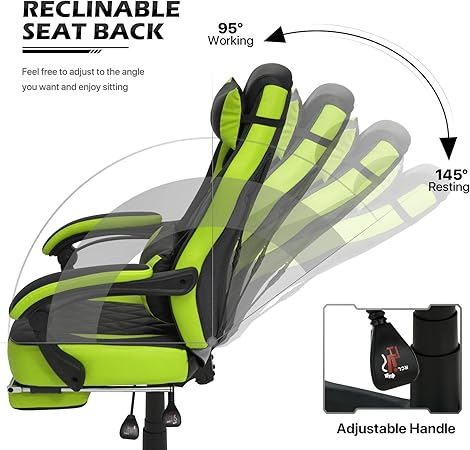 RECLINABLE
SEAT BACK
Feel free to adjust to the angle
you want and enjoy sitting
95°
Working
145°
Resting
RCL
Adjustable Handle